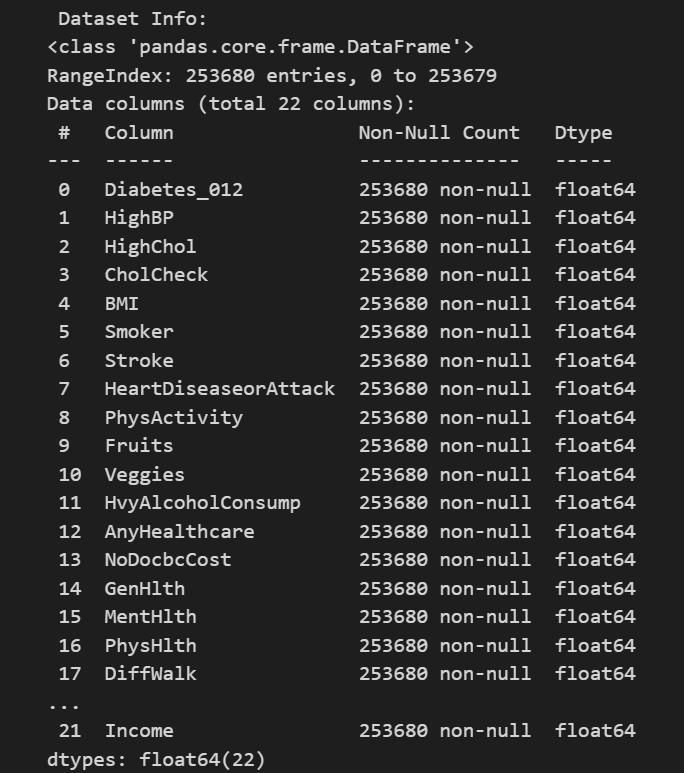 Dataset Info:
<class 'pandas.core.frame.DataFrame'>
RangeIndex: 253680 entries, 0 to 253679
Data columns (total 22 columns):
 #   Column                Non-Null Count   Dtype
---  ------                --------------   -----
 0   Diabetes_012          253680 non-null  float64
 1   HighBP                253680 non-null  float64
 2   HighChol              253680 non-null  float64
 3   CholCheck             253680 non-null  float64
 4   BMI                   253680 non-null  float64
 5   Smoker                253680 non-null  float64
 6   Stroke                253680 non-null  float64
 7   HeartDiseaseorAttack  253680 non-null  float64
 8   PhysActivity          253680 non-null  float64
 9   Fruits                253680 non-null  float64
 10  Veggies               253680 non-null  float64
 11  HvyAlcoholConsump     253680 non-null  float64
 12  AnyHealthcare         253680 non-null  float64
 13  NoDocbcCost           253680 non-null  float64
 14  GenHlth               253680 non-null  float64
 15  MentHlth              253680 non-null  float64
 16  PhysHlth              253680 non-null  float64
 17  DiffWalk              253680 non-null  float64
...
 21  Income                253680 non-null  float64
dtypes: float64(22)